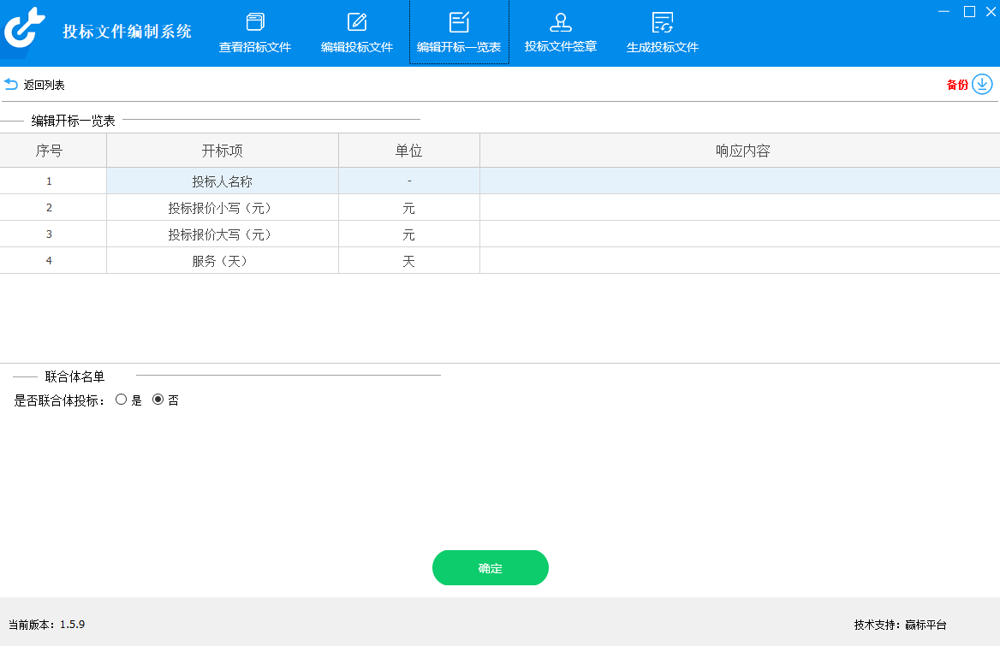 投标文件编制系统
查看招标文件 编辑投标文件 编辑开标一览表 投标文件签章 生成投标文件
返回列表 备份
编辑开标一览表
序号 开标项 单位 响应内容
1 投标人名称 -
2 投标报价小写（元） 元
3 投标报价大写（元） 元
4 服务（天） 天
联合体名单
是否联合体投标： 是 否
确定
当前版本：1.5.9 技术支持：赢标平台